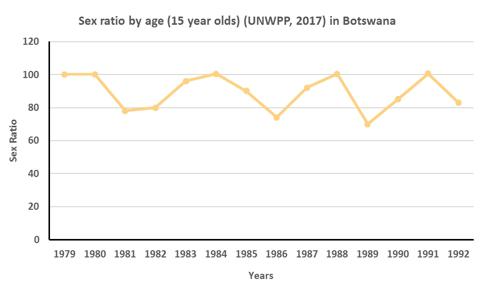 Sex ratio by age (15 year olds) (UNWPP, 2017) in Botswana
120
100
80
60
40
20
0
Sex Ratio
1979 1980 1981 1982 1983 1984 1985 1986 1987 1988 1989 1990 1991 1992
Years